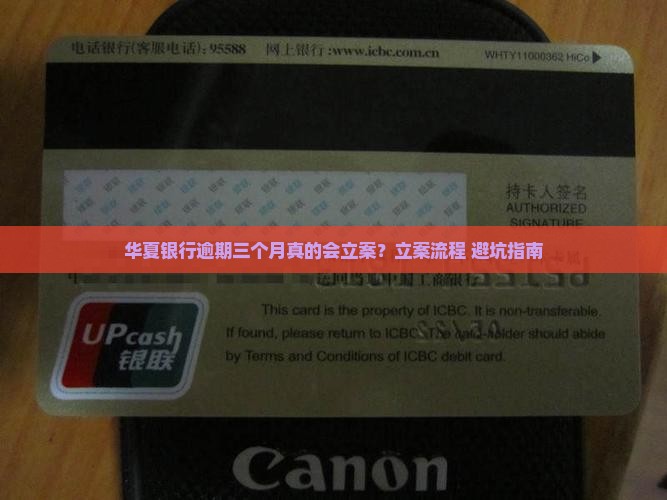 电话银行(客服电话):95588 网上银行:www.icbc.com.cn
WHTY11000362 HiCo
持卡人签名
AUTHORIZED
SIGNATURE
华夏银行逾期三个月真的会立案？立案流程 避坑指南
This card is the property of ICBC. It is non-transferable.
If found, please return to ICBC. The card-holder should abide
by Terms and Conditions of ICBC debit card.
UPcash
银联
Canon